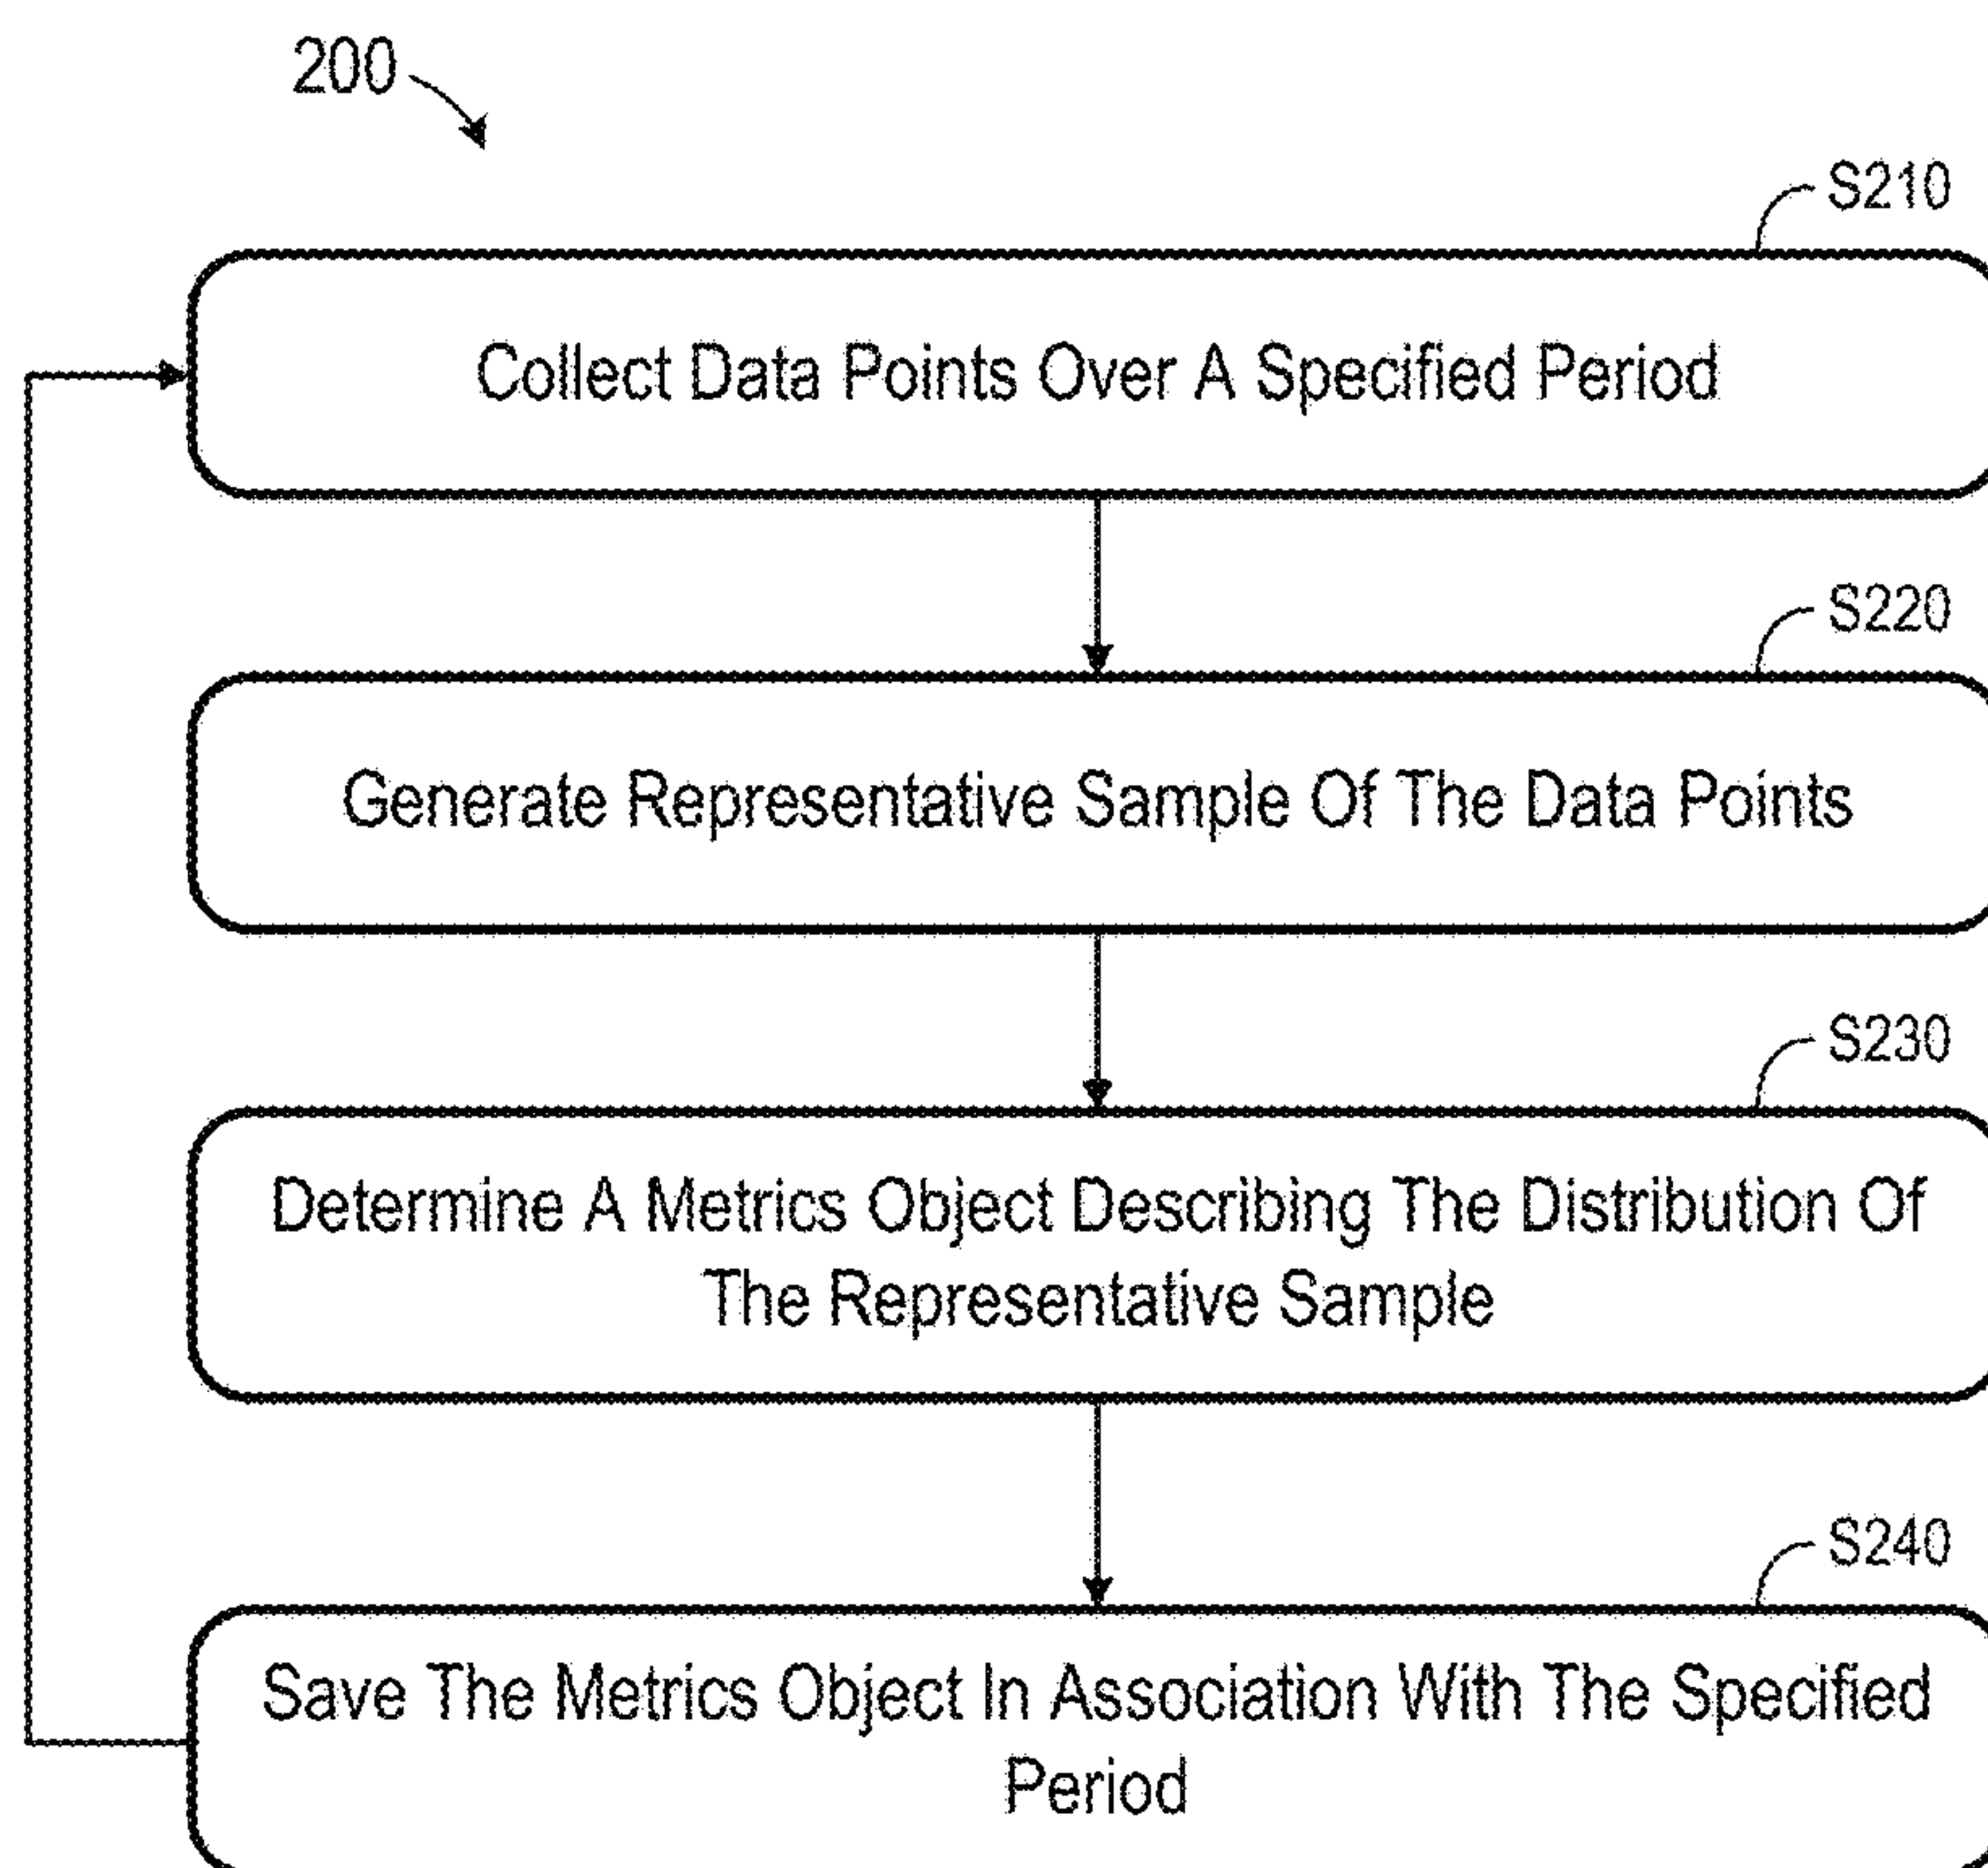 200
S210
Collect Data Points Over A Specified Period
S220
Generate Representative Sample Of The Data Points
S230
Determine A Metrics Object Describing The Distribution Of
The Representative Sample
S240
Save The Metrics Object In Association With The Specified
Period